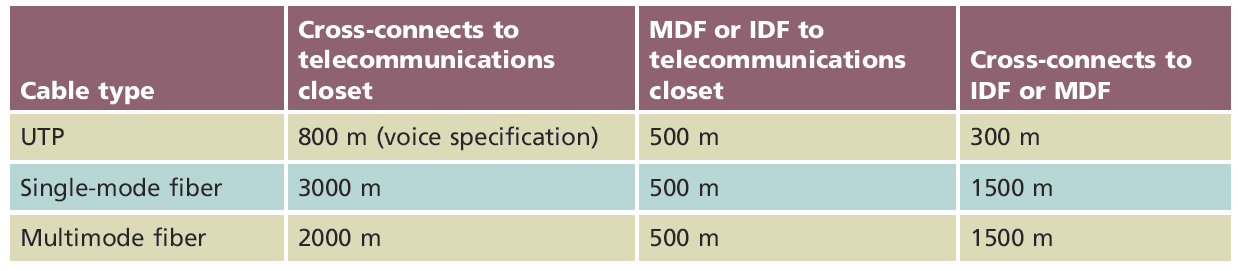 Cable type
Cross-connects to
telecommunications
closet
MDF or IDF to
telecommunications
closet
Cross-connects to
IDF or MDF
UTP
800 m (voice specification)
500 m
300 m
Single-mode fiber
3000 m
500 m
1500 m
Multimode fiber
2000 m
500 m
1500 m